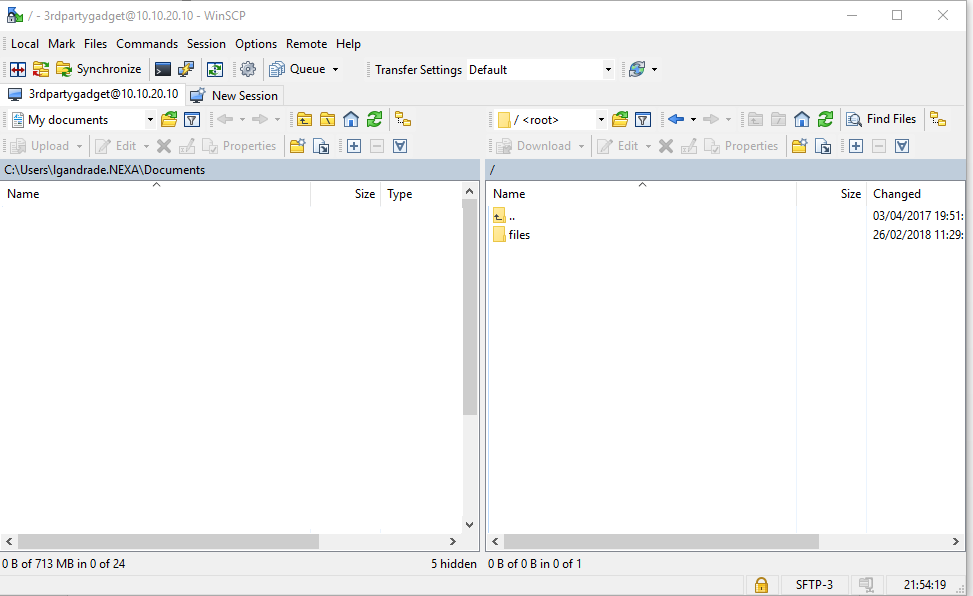 / - 3rdpartygadget@10.10.20.10 - WinSCP
Local Mark Files Commands Session Options Remote Help
Synchronize Queue Transfer Settings Default
3rdpartygadget@10.10.20.10 New Session
My documents / <root> Find Files
Upload Edit Properties Download Edit Properties
C:\Users\lgandrade.NEXA\Documents /
Name Size Type Name Size Changed
.. 03/04/2017 19:51:
files 26/02/2018 11:29:
0 B of 713 MB in 0 of 24 5 hidden 0 B of 0 B in 0 of 1
SFTP-3 21:54:19